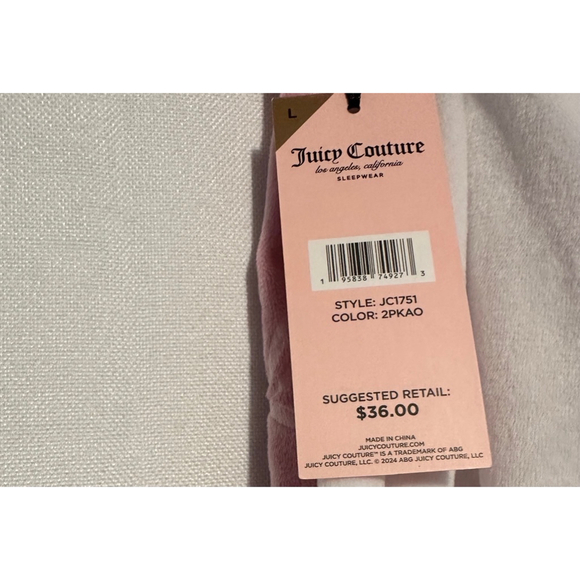 L
Juicy Couture
los angeles, california
SLEEPWEAR
1 95838 74927 3
STYLE: JC1751
COLOR: 2PKAO
SUGGESTED RETAIL:
$36.00
MADE IN CHINA
JUICYCOUTURE.COM
JUICY COUTURE™ IS A TRADEMARK OF ABG
JUICY COUTURE, LLC. © 2024 ABG JUICY COUTURE, LLC